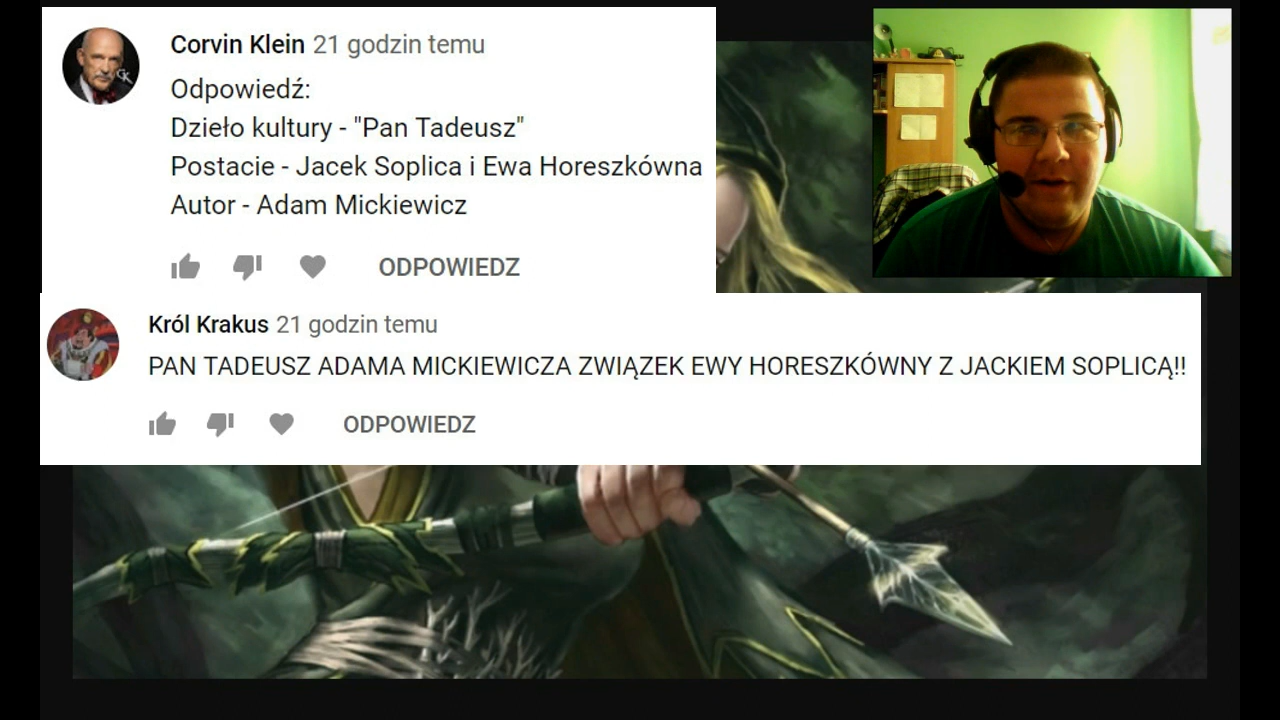 Corvin Klein 21 godzin temu
Odpowiedź:
Dzieło kultury - "Pan Tadeusz"
Postacie - Jacek Soplica i Ewa Horeszkówna
Autor - Adam Mickiewicz
ODPOWIEDZ
Król Krakus 21 godzin temu
PAN TADEUSZ ADAMA MICKIEWICZA ZWIĄZEK EWY HORESZKÓWNY Z JACKIEM SOPLICĄ!!
ODPOWIEDZ